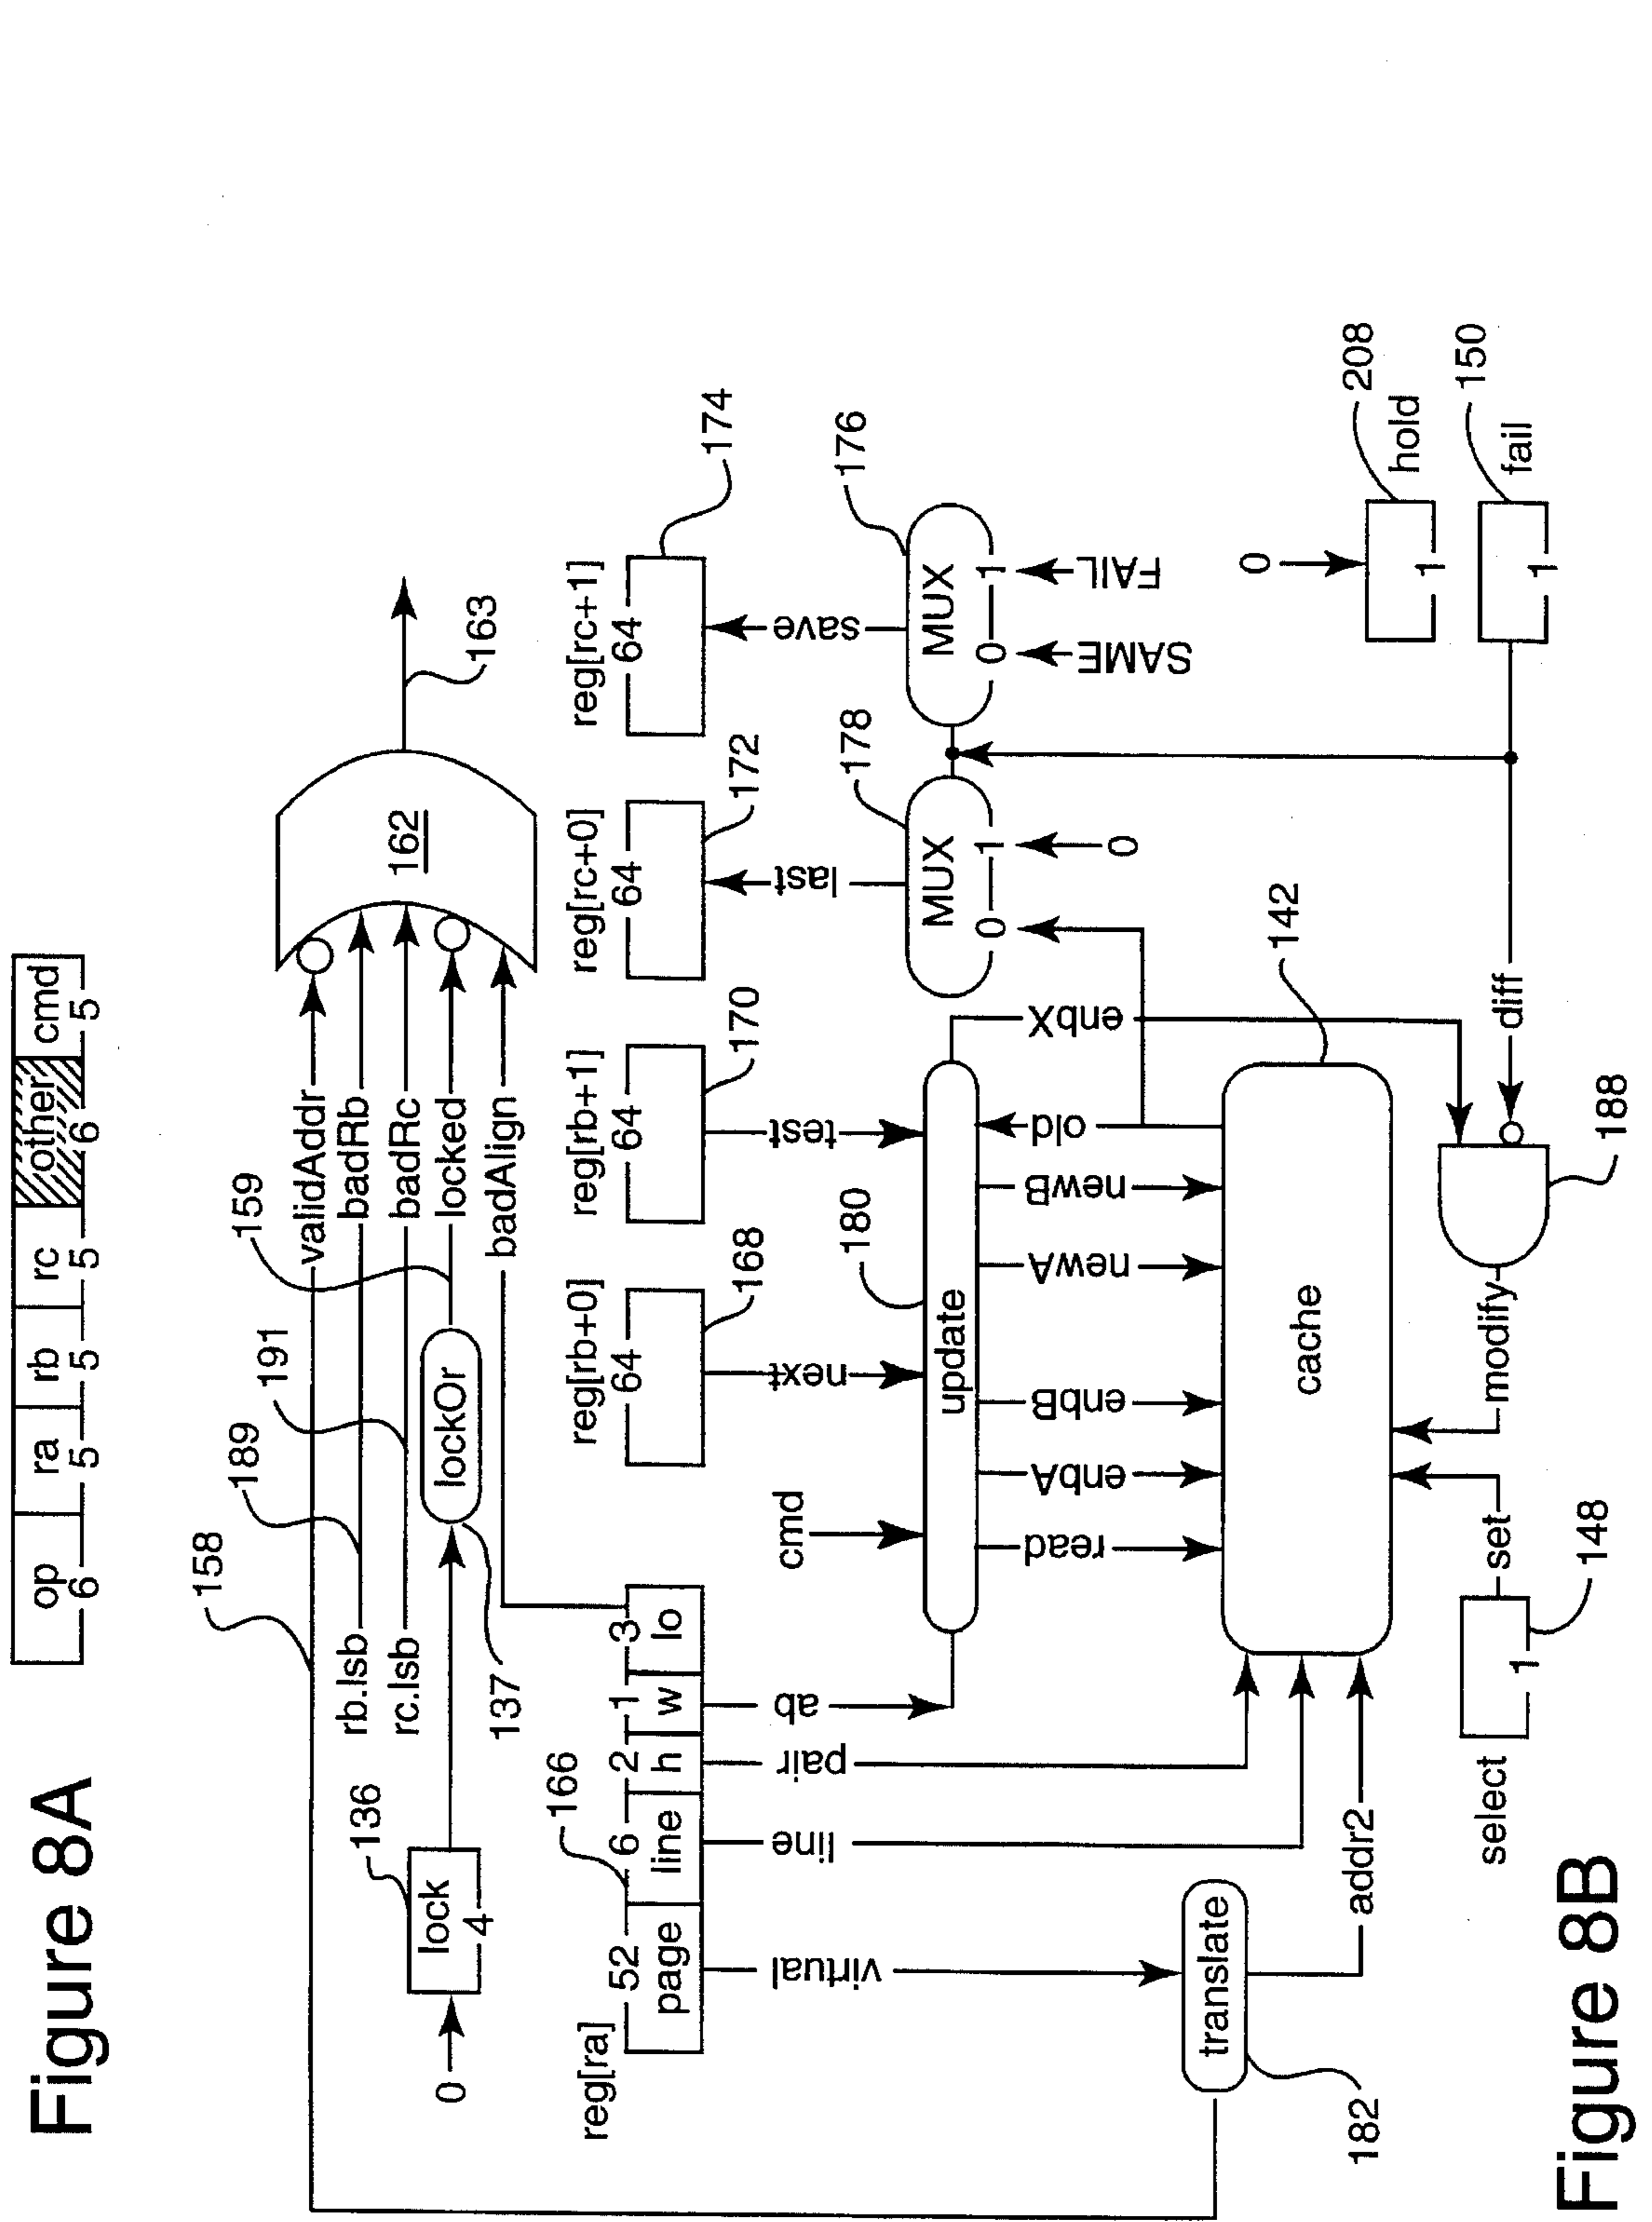 Figure 8A
op ra rb rc other cmd
6 5 5 5 6 5
158
189
191
159
validAddr
rb.lsb badRb
rc.lsb badRc
136
0 lock lockOr locked
4
137
badAlign
162
163
reg[ra]
166
52 6 2 1 3
page line h w lo
reg[rb+0]
64
168
reg[rb+1]
64
170
reg[rc+0]
64
172
reg[rc+1]
64
174
virtual line pair ab cmd next test last save
180
update
178
MUX
0 1
0
176
MUX
0 1
SAME FAIL
read enbA enbB newA newB old enbX
translate
182
addr2
cache
142
0
208
1
hold
select
1
148
set
modify
188
diff
150
1
fail
Figure 8B